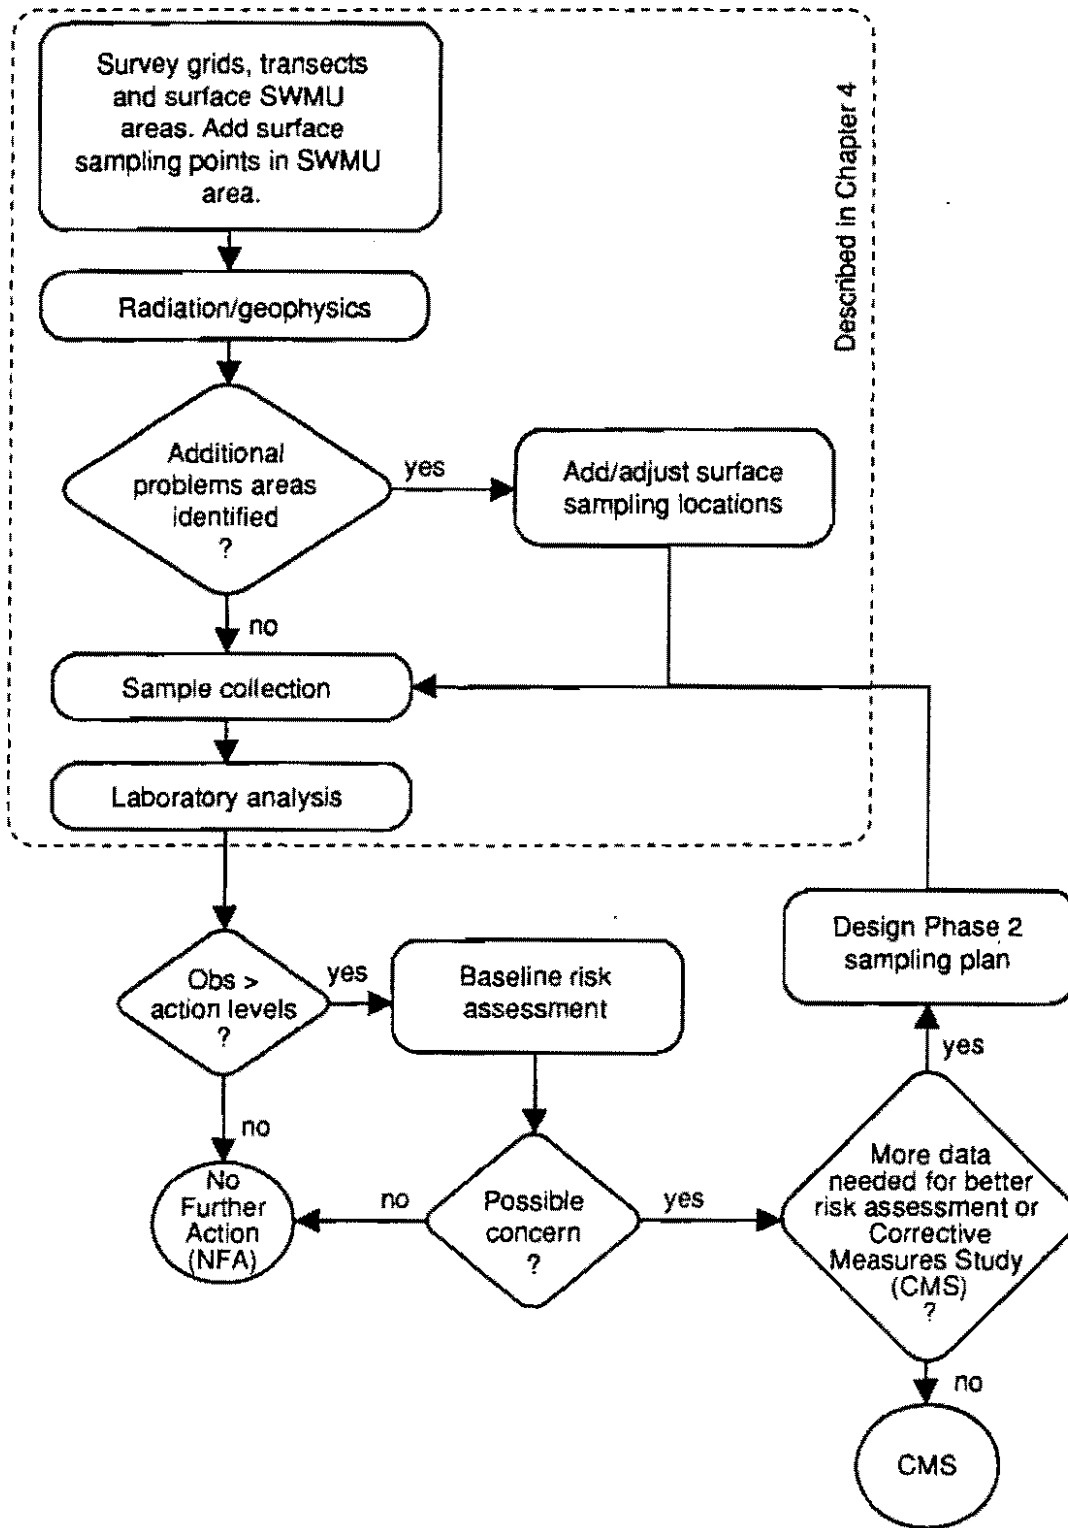 Survey grids, transects
and surface SWMU
areas. Add surface
sampling points in SWMU
area.
Described in Chapter 4
Radiation/geophysics
Additional
problems areas
identified
?
yes
Add/adjust surface
sampling locations
no
Sample collection
Laboratory analysis
Obs >
action levels
?
yes
Baseline risk
assessment
Design Phase 2
sampling plan
yes
no
No
Further
Action
(NFA)
no
Possible
concern
?
yes
More data
needed for better
risk assessment or
Corrective
Measures Study
(CMS)
?
no
CMS